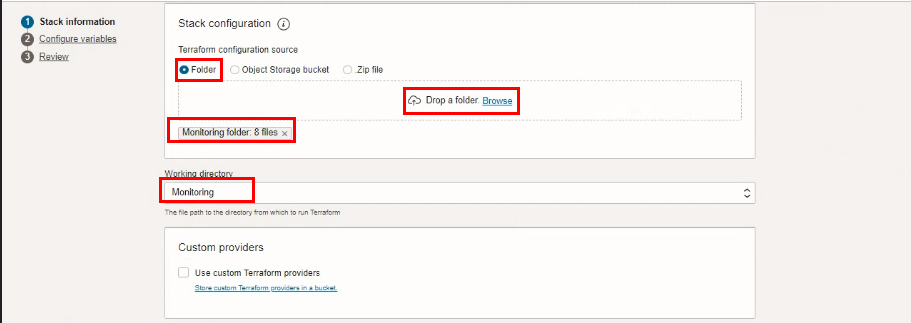 1 Stack information
2 Configure variables
3 Review
Stack configuration i
Terraform configuration source
Folder Object Storage bucket .Zip file
Drop a folder. Browse
Monitoring folder: 8 files ×
Working directory
Monitoring
The file path to the directory from which to run Terraform
Custom providers
Use custom Terraform providers
Store custom Terraform providers in a bucket.